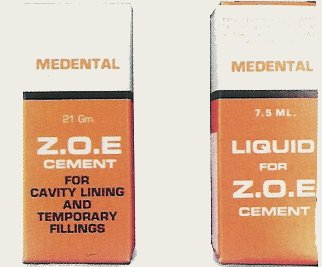 MEDENTAL
21 Gm.
Z.O.E
CEMENT
FOR
CAVITY LINING
AND
TEMPORARY
FILLINGS
MEDENTAL
7.5 ML.
LIQUID
FOR
Z.O.E
CEMENT